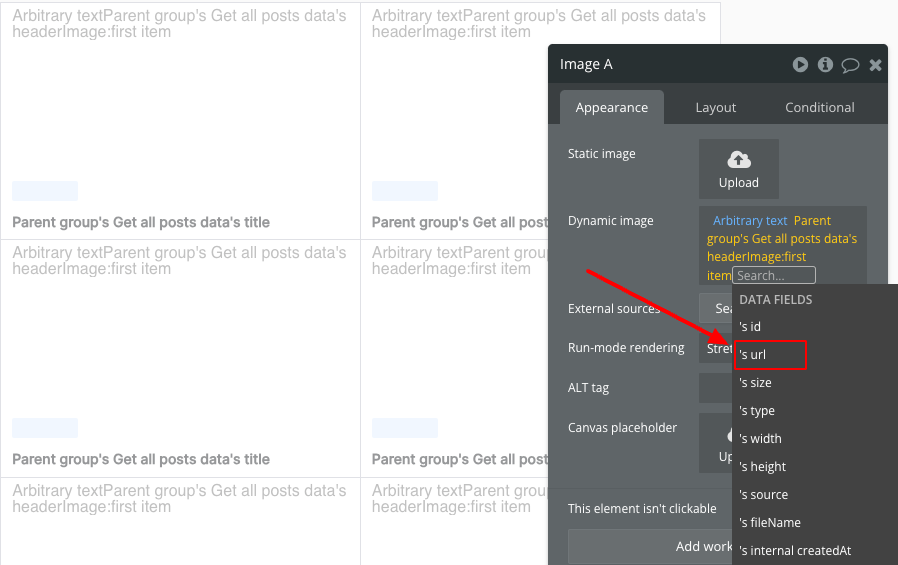 Arbitrary textParent group's Get all posts data's
headerImage:first item
Arbitrary textParent group's Get all posts data's
headerImage:first item
Parent group's Get all posts data's title
Parent group's Get all post
Arbitrary textParent group's Get all posts data's
headerImage:first item
Arbitrary textParent group's
headerImage:first item
Parent group's Get all posts data's title
Parent group's Get all post
Arbitrary textParent group's Get all posts data's
headerImage:first item
Arbitrary textParent group's
headerImage:first item
Image A
Appearance
Layout
Conditional
Static image
Upload
Dynamic image
Arbitrary text Parent
group's Get all posts data's
headerImage:first
item
Search...
External sources
Sea
Run-mode rendering
Stret
ALT tag
Canvas placeholder
Up
This element isn't clickable
Add work
DATA FIELDS
's id
's url
's size
's type
's width
's height
's source
's fileName
's internal createdAt